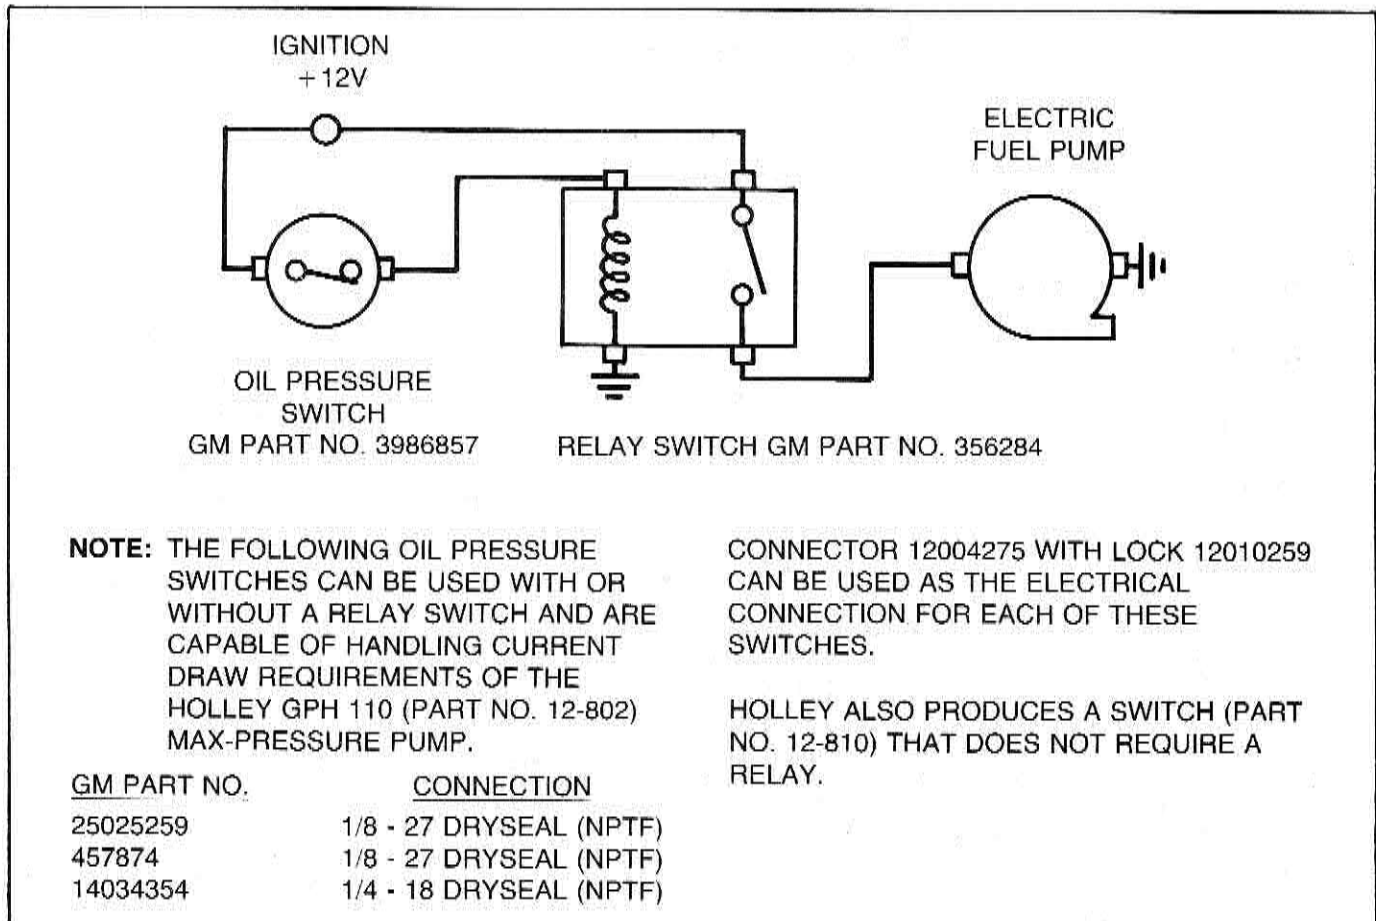 IGNITION
+12V
ELECTRIC
FUEL PUMP
OIL PRESSURE
SWITCH
GM PART NO. 3986857
RELAY SWITCH GM PART NO. 356284
NOTE: THE FOLLOWING OIL PRESSURE
SWITCHES CAN BE USED WITH OR
WITHOUT A RELAY SWITCH AND ARE
CAPABLE OF HANDLING CURRENT
DRAW REQUIREMENTS OF THE
HOLLEY GPH 110 (PART NO. 12-802)
MAX-PRESSURE PUMP.
GM PART NO. CONNECTION
25025259 1/8 - 27 DRYSEAL (NPTF)
457874 1/8 - 27 DRYSEAL (NPTF)
14034354 1/4 - 18 DRYSEAL (NPTF)
CONNECTOR 12004275 WITH LOCK 12010259
CAN BE USED AS THE ELECTRICAL
CONNECTION FOR EACH OF THESE
SWITCHES.
HOLLEY ALSO PRODUCES A SWITCH (PART
NO. 12-810) THAT DOES NOT REQUIRE A
RELAY.